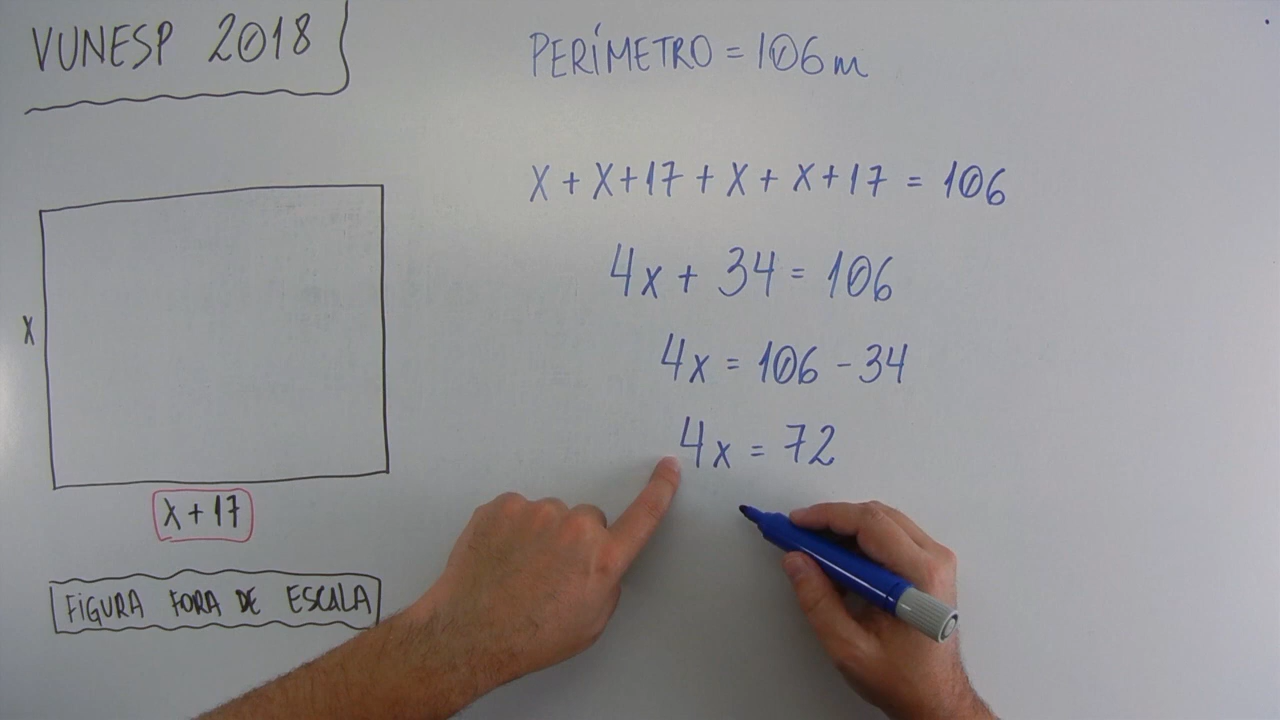 VUNESP 2018
PERÍMETRO = 106m
X + X+17 + X + X+17 = 106
4x + 34 = 106
4x = 106 - 34
4x = 72
X
X + 17
FIGURA FORA DE ESCALA